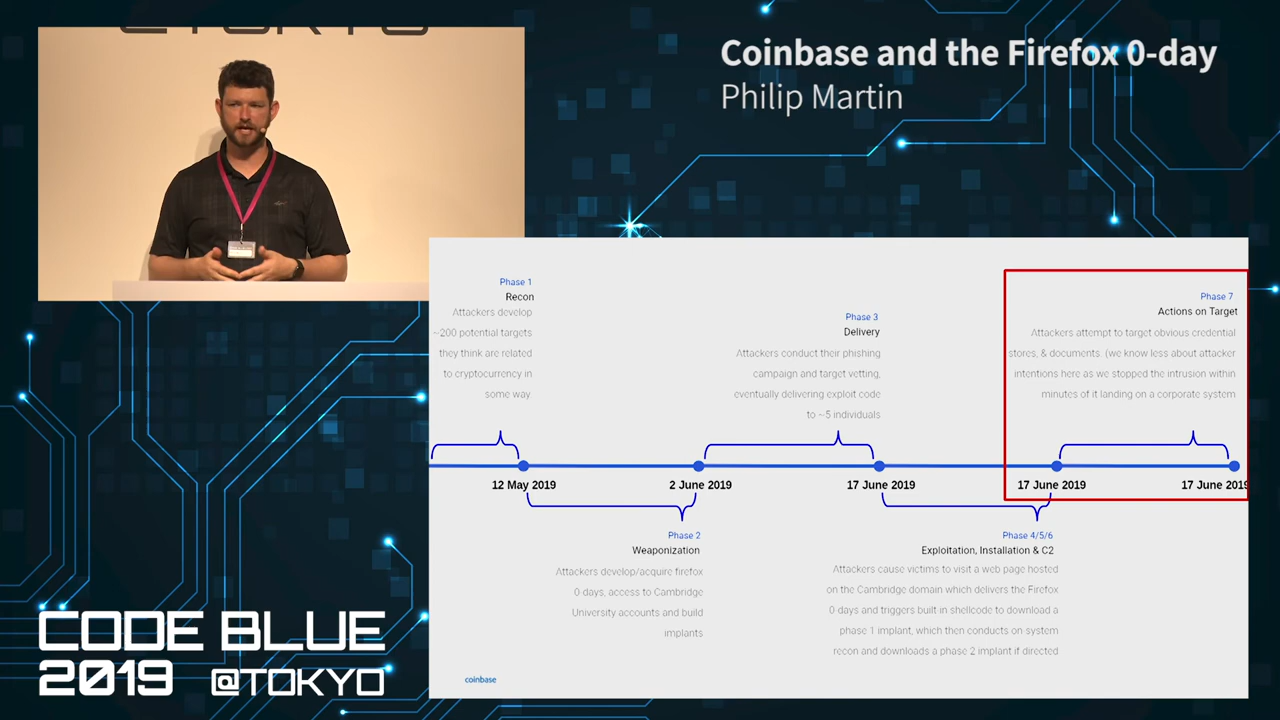 Coinbase and the Firefox 0-day
Philip Martin
Phase 1
Recon
Attackers develop
~200 potential targets
they think are related
to cryptocurrency in
some way.
Phase 3
Delivery
Attackers conduct their phishing
campaign and target vetting,
eventually delivering exploit code
to ~5 individuals
Phase 7
Actions on Target
Attackers attempt to target obvious credential
stores, & documents. (we know less about attacker
intentions here as we stopped the intrusion within
minutes of it landing on a corporate system
12 May 2019
2 June 2019
17 June 2019
17 June 2019
17 June 2019
Phase 2
Weaponization
Attackers develop/acquire firefox
0 days, access to Cambridge
University accounts and build
implants
Phase 4/5/6
Exploitation, Installation & C2
Attackers cause victims to visit a web page hosted
on the Cambridge domain which delivers the Firefox
0 days and triggers built in shellcode to download a
phase 1 implant, which then conducts on system
recon and downloads a phase 2 implant if directed
coinbase
CODE BLUE
2019 @TOKYO